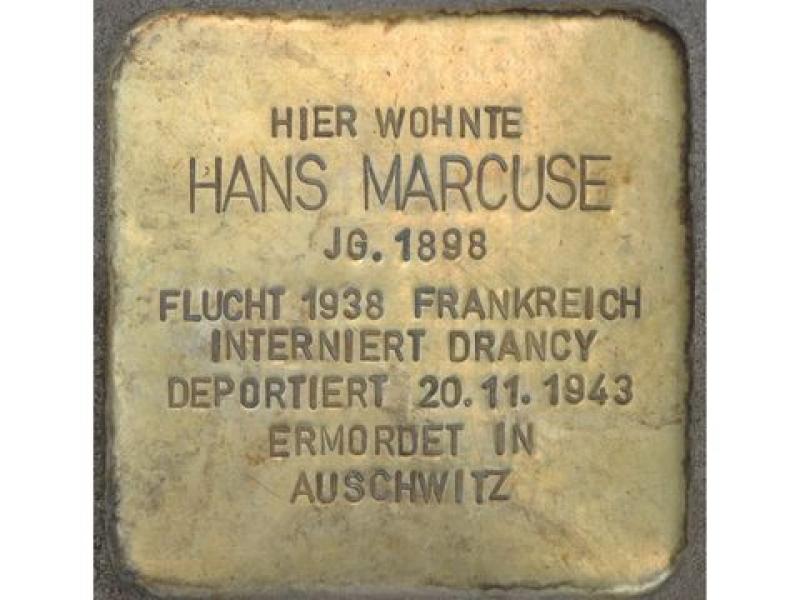 HIER WOHNTE
HANS MARCUSE
JG. 1898
FLUCHT 1938 FRANKREICH
INTERNIERT DRANCY
DEPORTIERT 20.11.1943
ERMORDET IN
AUSCHWITZ